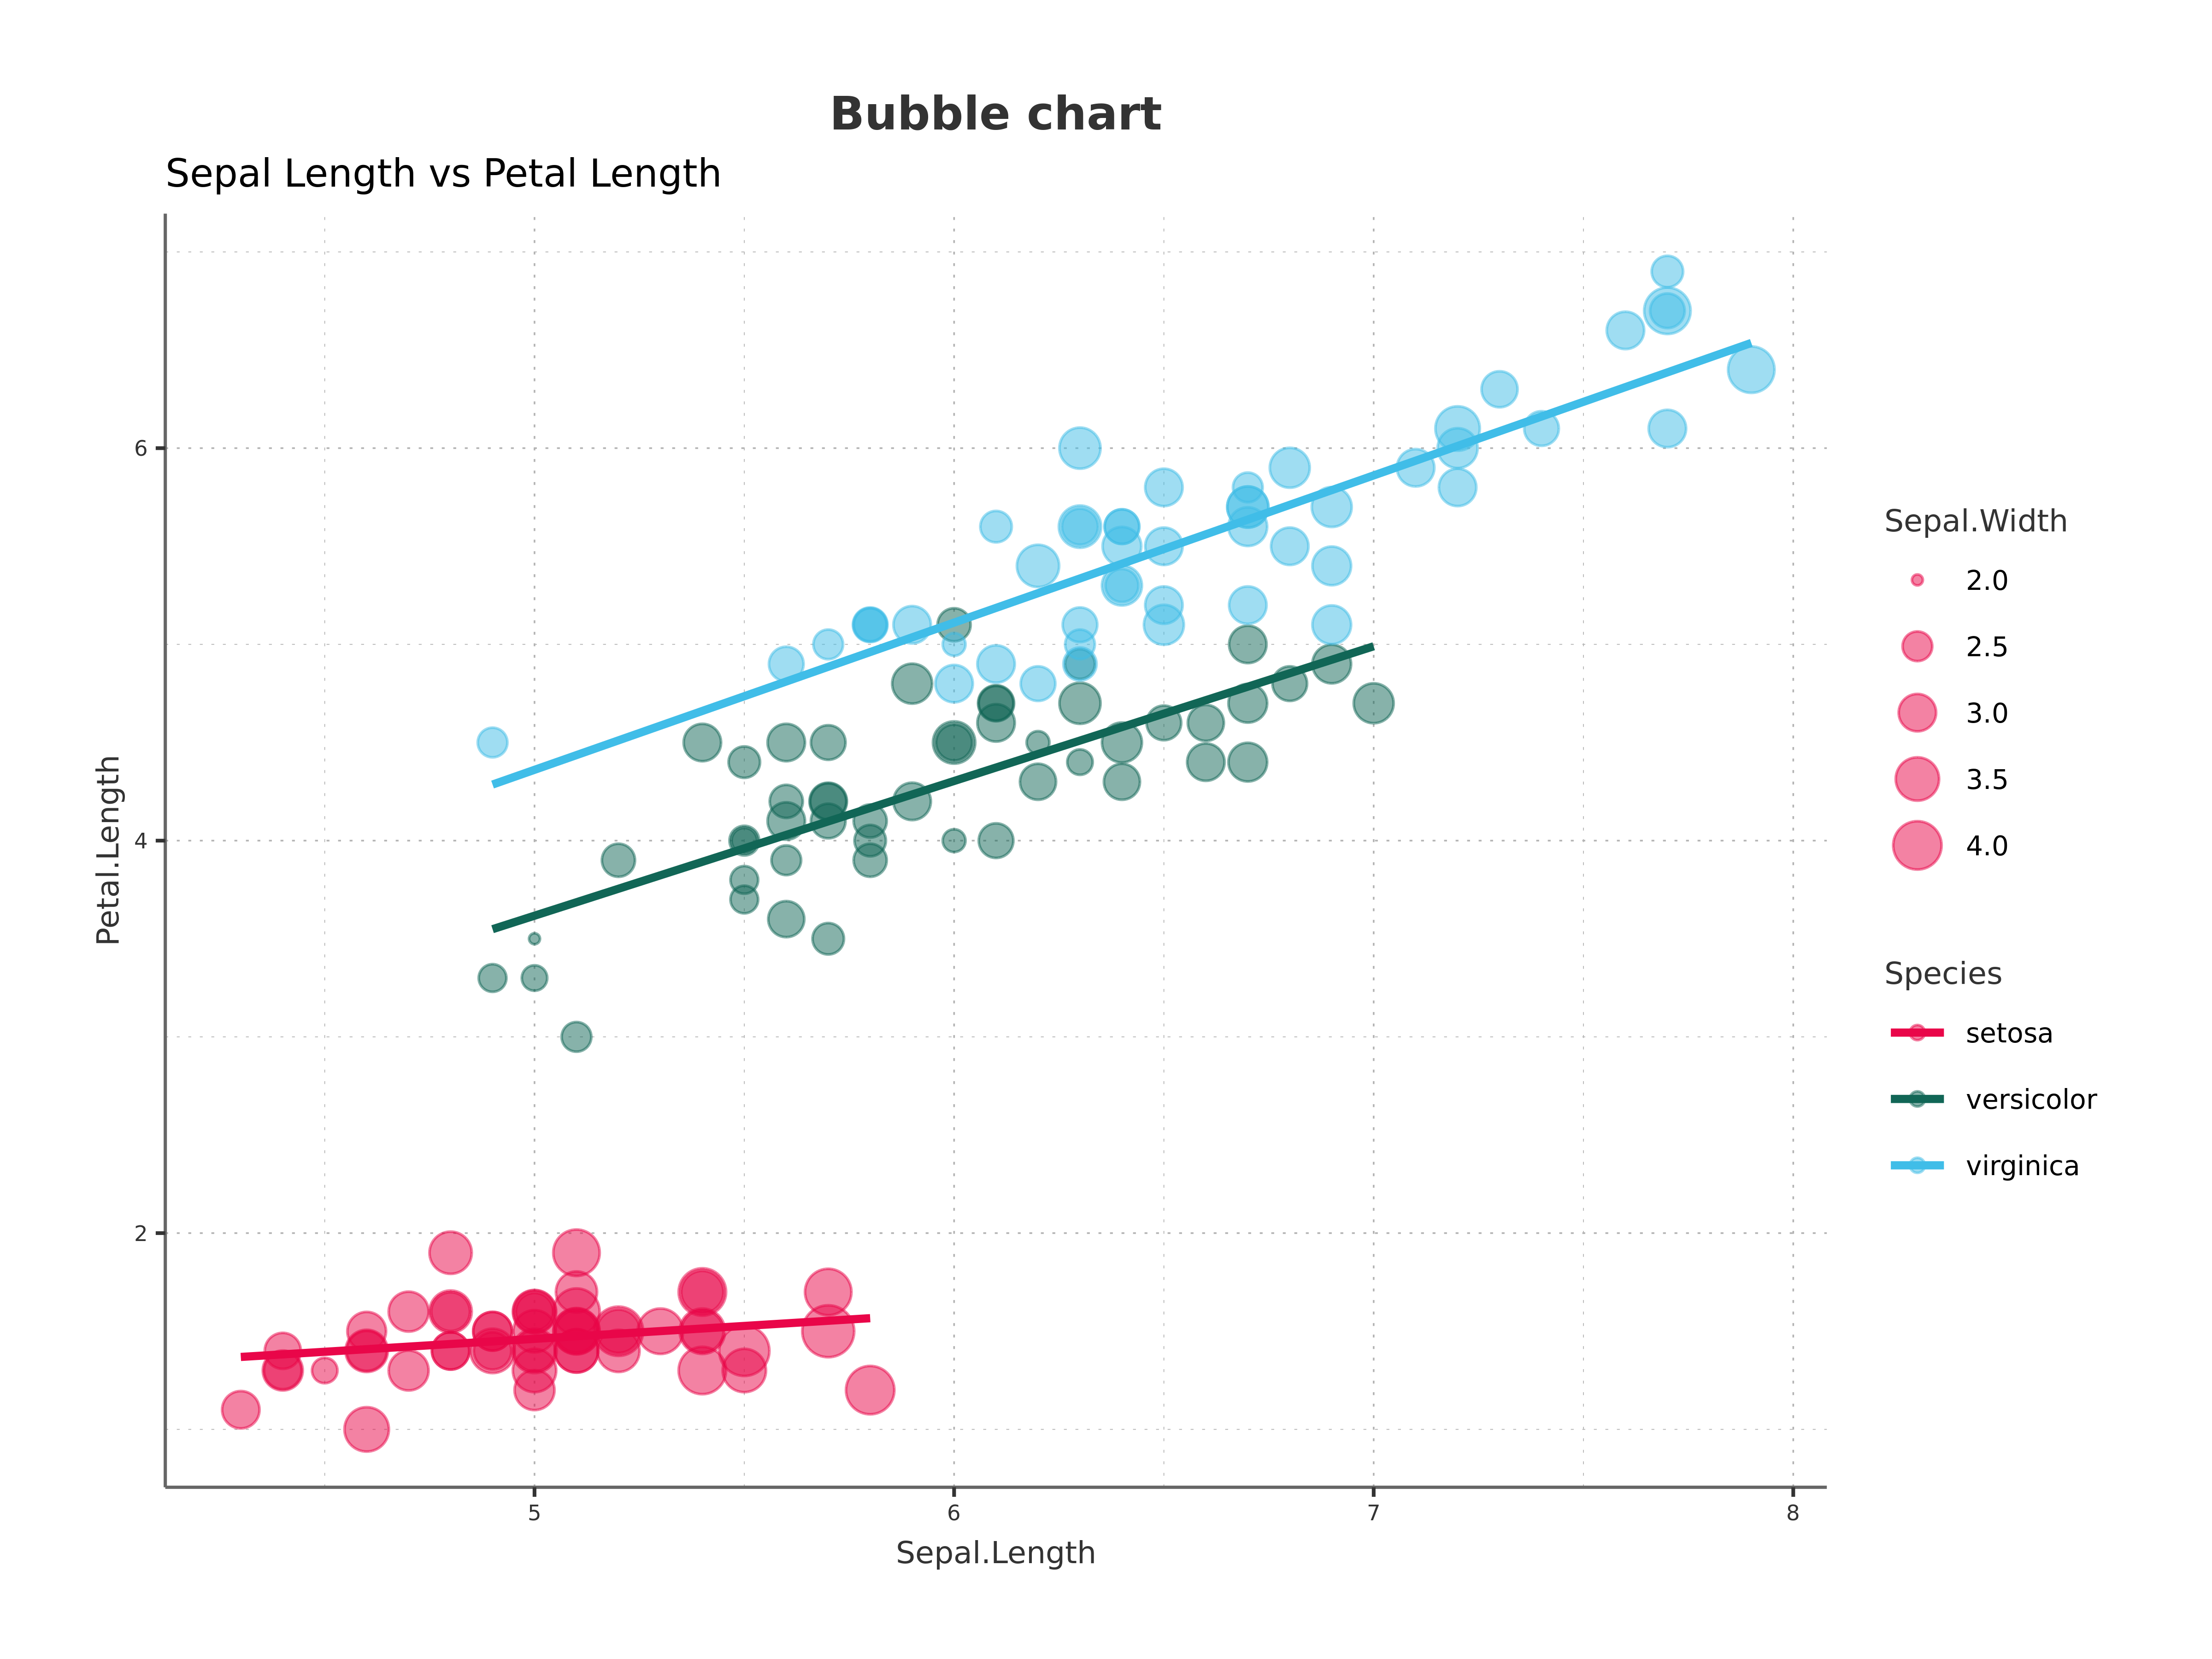 Bubble chart
Sepal Length vs Petal Length
6
4
2
Petal.Length
5
6
7
8
Sepal.Length
Sepal.Width
2.0
2.5
3.0
3.5
4.0
Species
setosa
versicolor
virginica